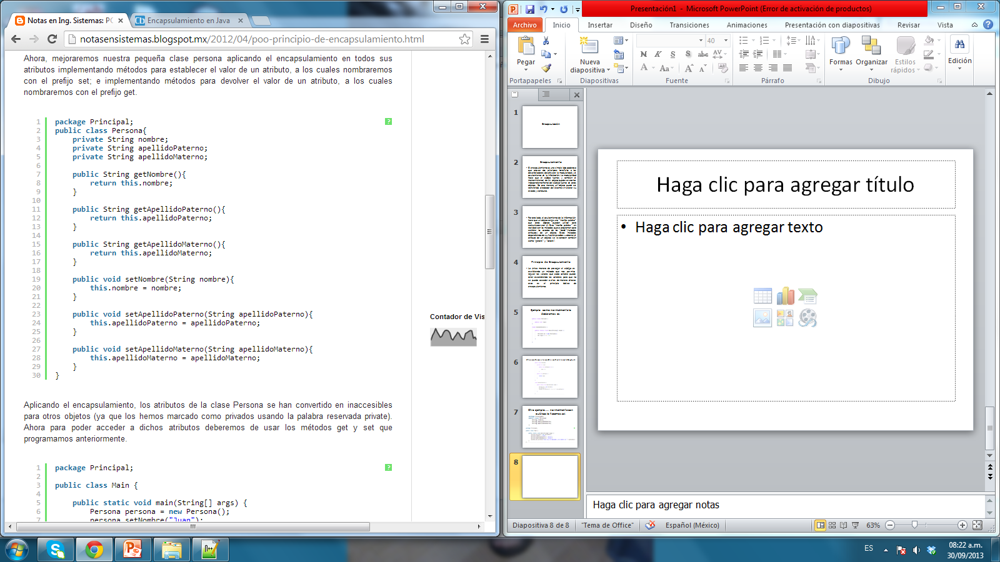 Notas en Ing. Sistemas: PO
Encapsulamiento en Java
notasensistemas.blogspot.mx/2012/04/poo-principio-de-encapsulamiento.html
Ahora, mejoraremos nuestra pequeña clase persona aplicando el encapsulamiento en todos sus
atributos implementando métodos para establecer el valor de un atributo, a los cuales nombraremos
con el prefijo set; e implementando métodos para devolver el valor de un atributo, a los cuales
nombraremos con el prefijo get.
1 package Principal;
?
2 public class Persona{
3 private String nombre;
4 private String apellidoPaterno;
5 private String apellidoMaterno;
6
7 public String getNombre(){
8 return this.nombre;
9 }
10
11 public String getApellidoPaterno(){
12 return this.apellidoPaterno;
13 }
14
15 public String getApellidoMaterno(){
16 return this.apellidoMaterno;
17 }
18
19 public void setNombre(String nombre){
20 this.nombre = nombre;
21 }
22
23 public void setApellidoPaterno(String apellidoPaterno){
24 this.apellidoPaterno = apellidoPaterno;
25 }
26
27 public void setApellidoMaterno(String apellidoMaterno){
28 this.apellidoMaterno = apellidoMaterno;
29 }
30 }
Contador de Vis
Aplicando el encapsulamiento, los atributos de la clase Persona se han convertido en inaccesibles
para otros objetos (ya que los hemos marcado como privados usando la palabra reservada private).
Ahora para poder acceder a dichos atributos deberemos de usar los métodos get y set que
programamos anteriormente.
1 package Principal;
?
2
3 public class Main {
4
5 public static void main(String[] args) {
6 Persona persona = new Persona();
7 persona.setNombre("Juan");
Presentación1 - Microsoft PowerPoint (Error de activación de productos)
Archivo Inicio Insertar Diseño Transiciones Animaciones Presentación con diapositivas Revisar Vista
Pegar
Portapapeles
Nueva
diapositiva
Diapositivas
40
N K S S abc AV
A Aa A A
Fuente
Párrafo
Formas Organizar Estilos
rápidos
Dibujo
Edición
1
Encapsulación
2
Encapsulamiento
3
4
Principio de Encapsulamiento
5
6
7
8
Haga clic para agregar título
• Haga clic para agregar texto
Haga clic para agregar notas
Diapositiva 8 de 8 "Tema de Office" Español (México) 63%
ES
08:22 a.m.
30/09/2013